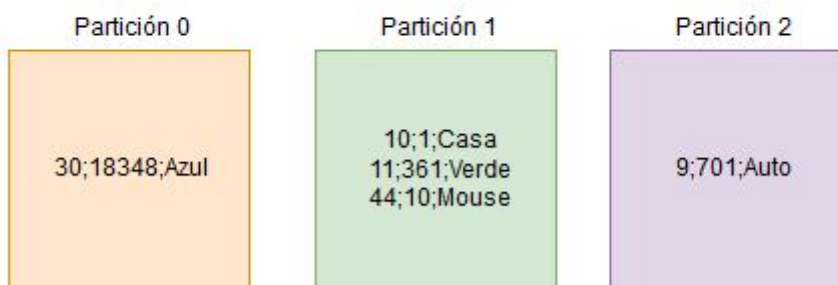 Partición 0
30;18348;Azul
Partición 1
10;1;Casa
11;361;Verde
44;10;Mouse
Partición 2
9;701;Auto